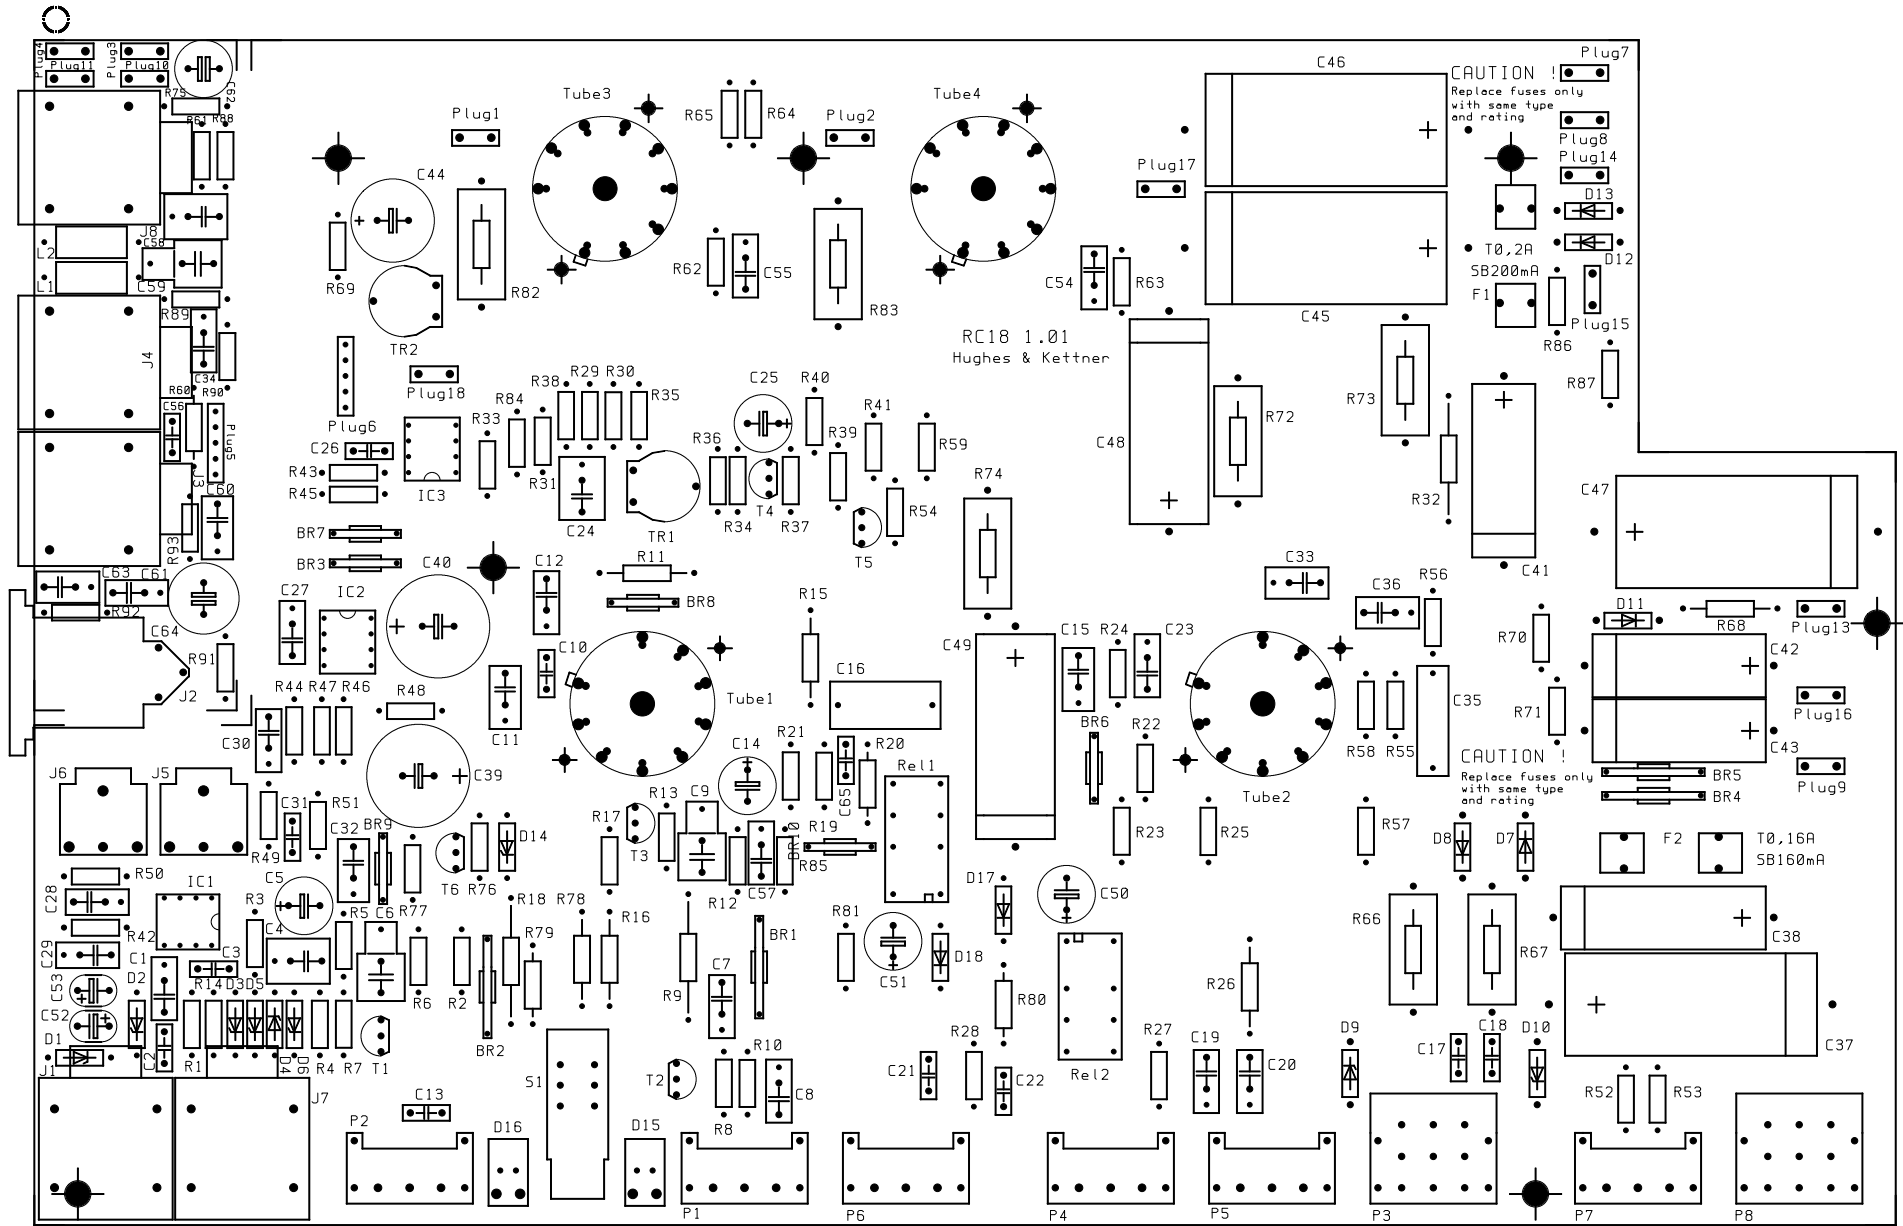 Plug4
Plug11
Plug3
Plug10
C62
R75
R61
R88
Plug1
Tube3
R65
R64
Plug2
Tube4
Plug17
C46
CAUTION !
Replace fuses only
with same type
and rating
Plug7
Plug8
Plug14
D13
D12
T0,2A
SB200mA
F1
Plug15
R86
R87
C44
J8
L2
C58
L1
C59
R69
R82
R62
C55
R83
C54
R63
C45
R89
J4
C34
TR2
RC18 1.01
Hughes & Kettner
R60
R90
C56
Plug5
Plug6
Plug18
R38
R29
R30
R35
C25
R40
R84
R33
R41
R39
R59
C48
R72
R73
C26
R43
R45
IC3
R31
C24
TR1
R36
R34
T4
R37
R54
T5
R74
R32
C47
C41
J3
C60
R93
BR7
BR3
C40
C12
R11
BR8
R15
C33
C36
R56
C63
C61
R92
C64
R91
J2
C27
IC2
C10
Tube1
C16
C49
C15
R24
C23
BR6
R22
R70
D11
R68
Plug13
C42
R71
Plug16
C43
R44
R47
R46
R48
C11
C30
C39
C14
R21
R20
C65
Rel1
R58
R55
C35
CAUTION !
Replace fuses only
with same type
and rating
BR5
BR4
Plug9
J6
J5
R49
C31
R51
C32
BR9
D14
R17
R13
T3
C9
BR10
R19
R85
Tube2
R23
R25
R57
D8
D7
F2
T0,16A
SB160mA
R50
C28
IC1
C5
R3
T6
R76
R77
R12
C57
D17
C50
R42
C29
C1
C3
C4
R5
C6
R18
R78
R16
R79
R81
BR1
D18
C51
R66
R67
C38
C53
D2
R14
D3
D5
R6
R2
R9
C7
R80
R26
C52
D1
C2
R1
D4
D6
R4
R7
T1
BR2
R28
R27
C19
C20
D9
C17
C18
D10
C37
J1
J7
C13
S1
T2
R10
C8
R8
C21
C22
Rel2
R52
R53
P2
D16
D15
P1
P6
P4
P5
P3
P7
P8